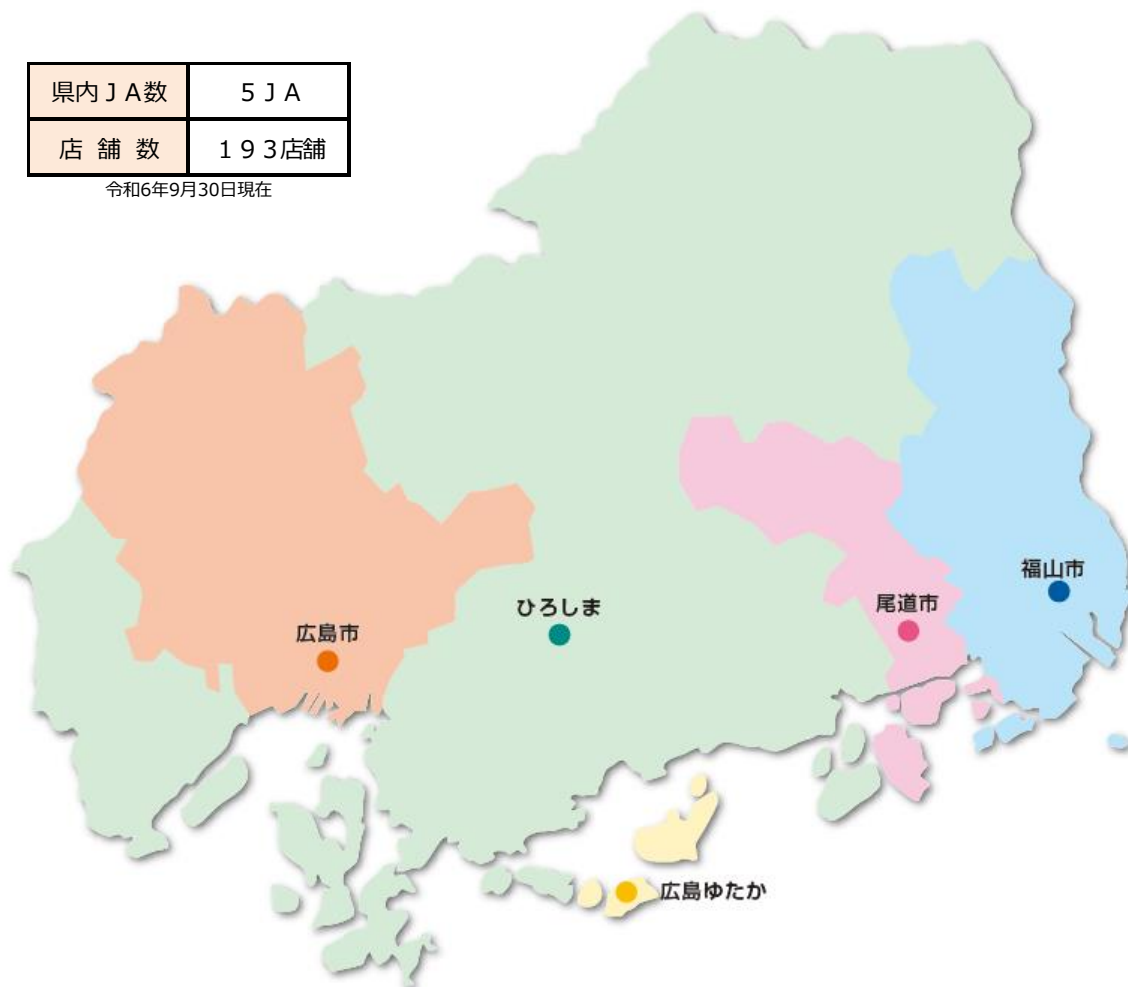 県内ＪＡ数 ５ＪＡ
店舗数 １９３店舗
令和6年9月30日現在
福山市
ひろしま
尾道市
広島市
広島ゆたか